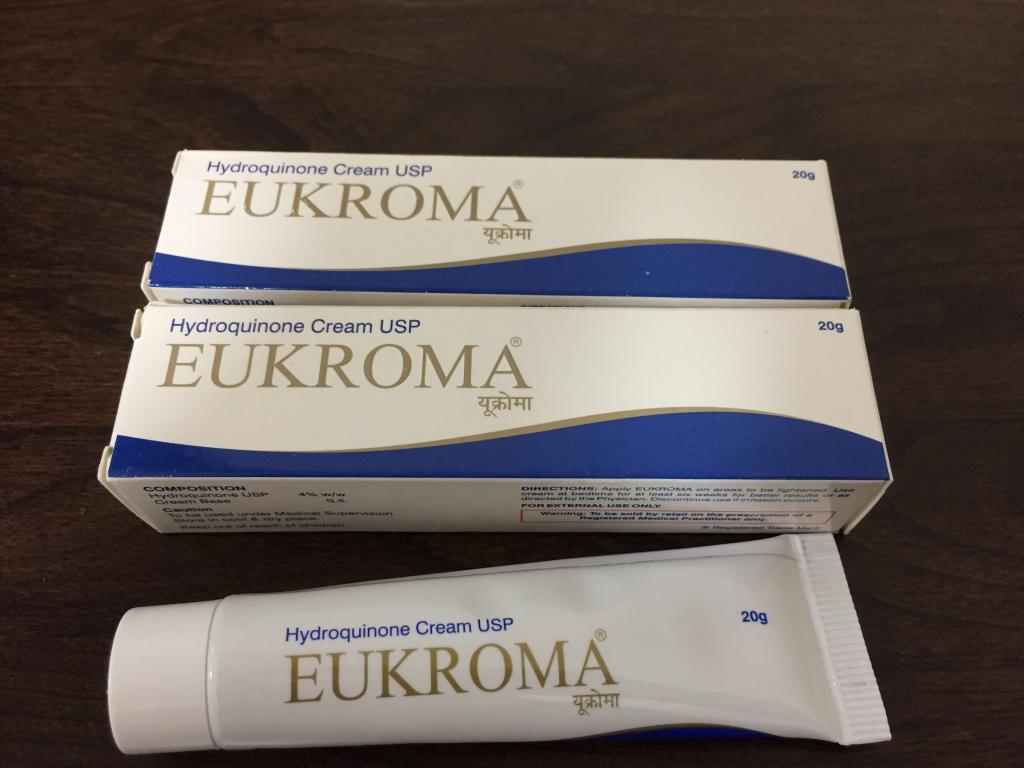 Hydroquinone Cream USP
20g
EUKROMA®
यूक्रोमा
COMPOSITION
Hydroquinone Cream USP
20g
EUKROMA®
यूक्रोमा
COMPOSITION
Hydroquinone USP 4% w/w
Cream Base q.s.
Caution
To be used under Medical Supervision
Store in cool & dry place.
Keep out of reach of children.
DIRECTIONS: Apply EUKROMA on areas to be lightened. Use
cream at bedtime for at least six weeks for better results or as
directed by the Physician. Discontinue use if irritation occurs.
FOR EXTERNAL USE ONLY.
Warning: To be sold by retail on the prescription of a
Registered Medical Practitioner only.
® Registered Trade Mark
Hydroquinone Cream USP
20g
EUKROMA®
यूक्रोमा